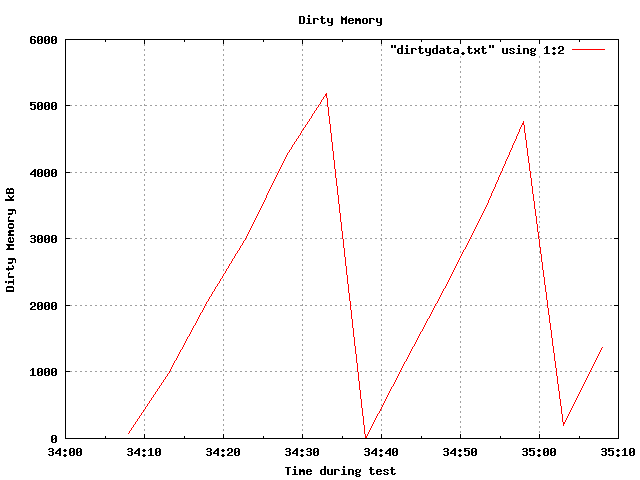 Dirty Memory
"dirtydata.txt" using 1:2
6000
5000
4000
3000
2000
1000
0
Dirty Memory kB
34:00 34:10 34:20 34:30 34:40 34:50 35:00 35:10
Time during test